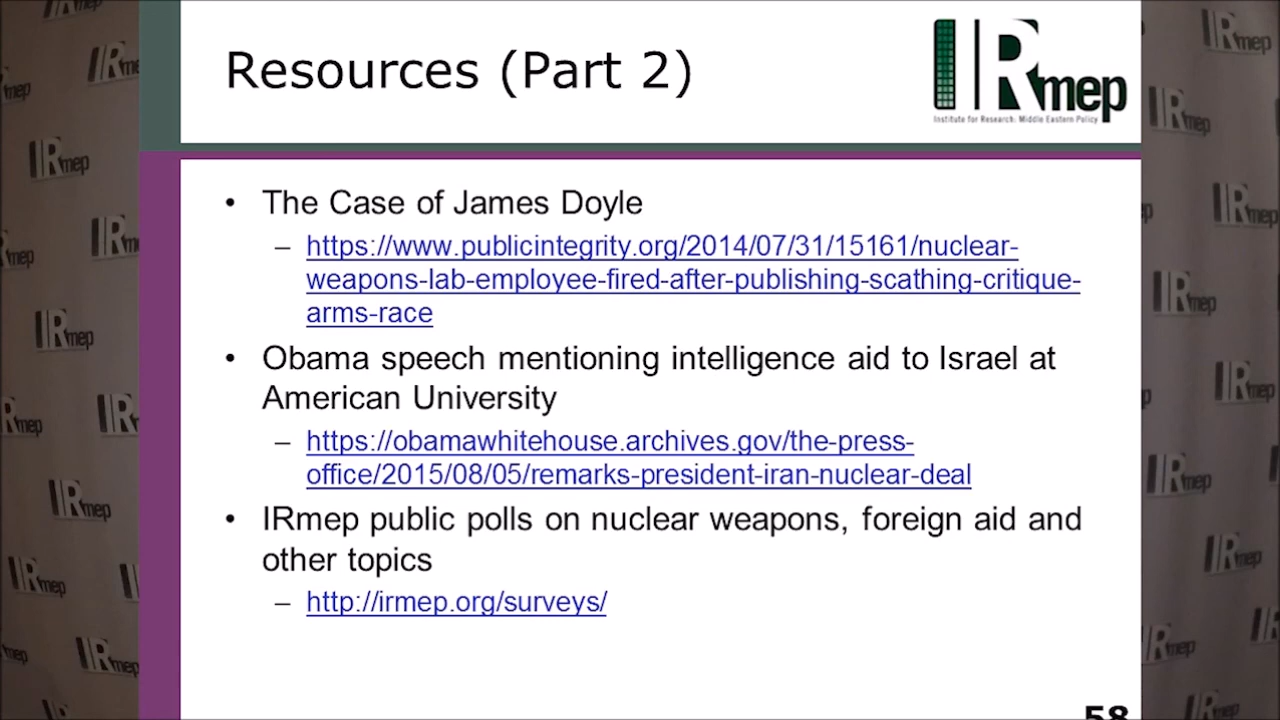 Resources (Part 2)
IRmep
Institute for Research: Middle Eastern Policy
• The Case of James Doyle
– https://www.publicintegrity.org/2014/07/31/15161/nuclear-
weapons-lab-employee-fired-after-publishing-scathing-critique-
arms-race
• Obama speech mentioning intelligence aid to Israel at
American University
– https://obamawhitehouse.archives.gov/the-press-
office/2015/08/05/remarks-president-iran-nuclear-deal
• IRmep public polls on nuclear weapons, foreign aid and
other topics
– http://irmep.org/surveys/
58